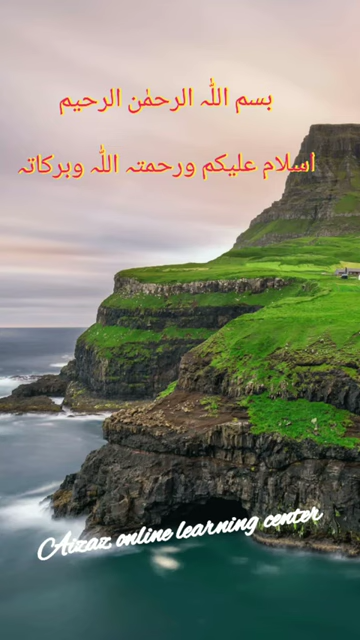 بسم اللہ الرحمٰن الرحیم
اسلام علیکم ورحمتہ اللہ وبرکاتہ
Aizaz online learning center